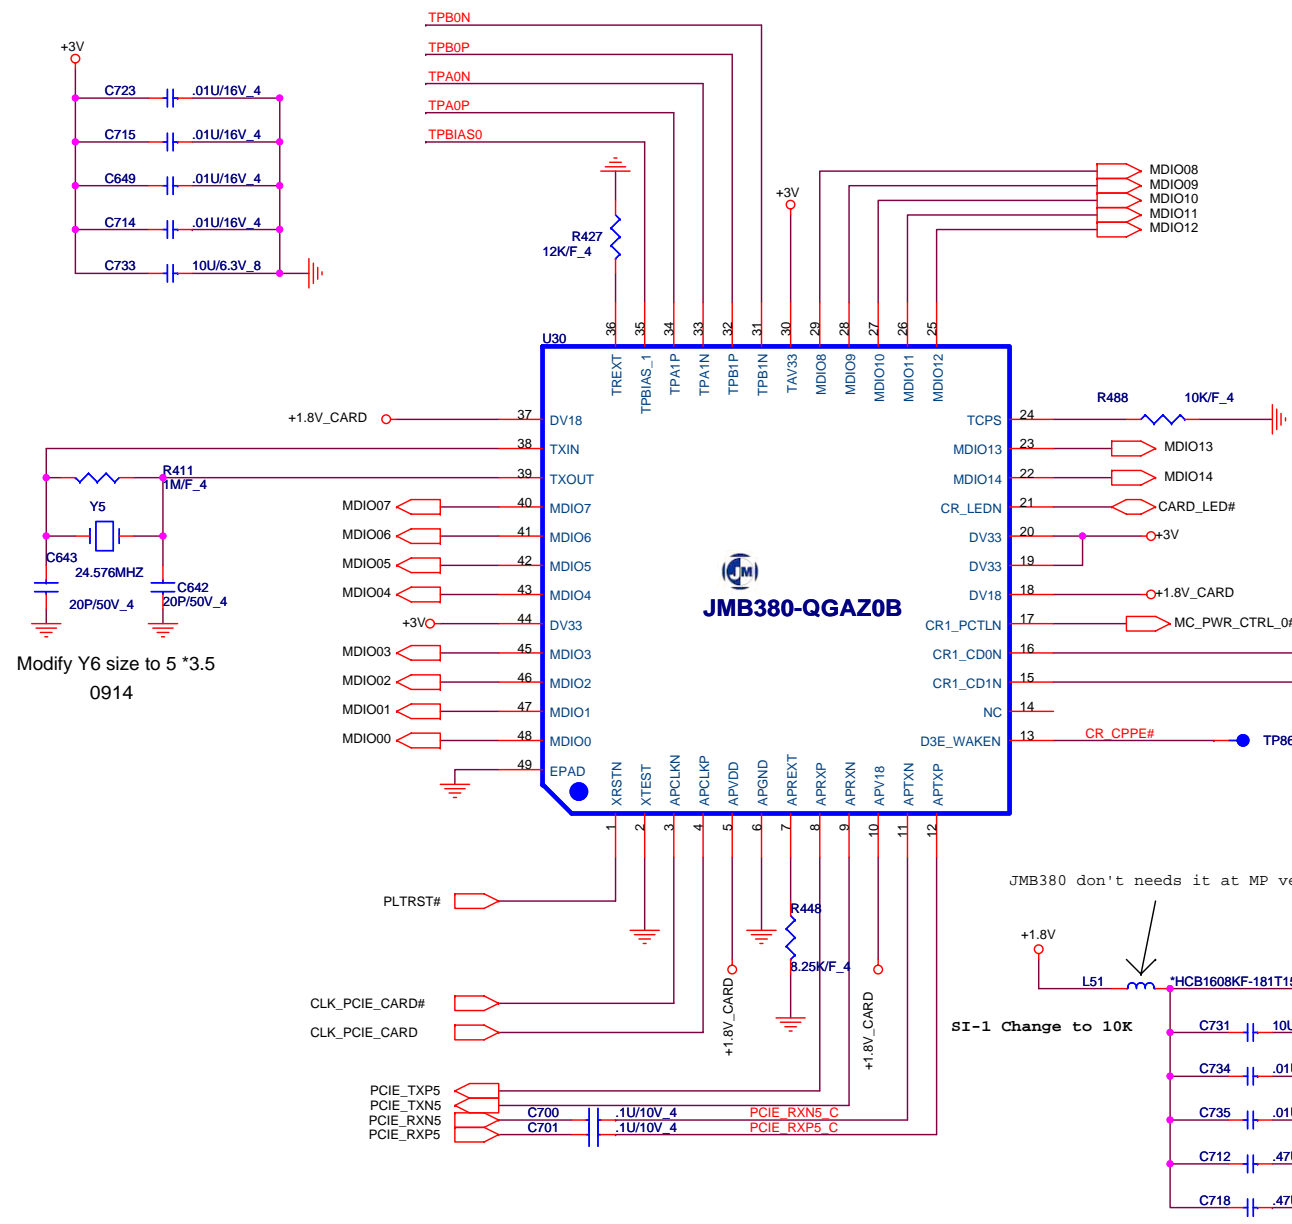 TPB0N
TPB0P
TPA0N
TPA0P
TPBIAS0
+3V
C723 .01U/16V_4
C715 .01U/16V_4
C649 .01U/16V_4
C714 .01U/16V_4
C733 10U/6.3V_8
R427
12K/F_4
+3V
MDIO08
MDIO09
MDIO10
MDIO11
MDIO12
U30
36 35 34 33 32 31 30 29 28 27 26 25
TREXT TPBIAS_1 TPA1P TPA1N TPB1P TPB1N TAV33 MDIO8 MDIO9 MDIO10 MDIO11 MDIO12
+1.8V_CARD 37 DV18
38 TXIN
39 TXOUT
R411
1M/F_4
Y5
24.576MHZ
C643
20P/50V_4
C642
20P/50V_4
Modify Y6 size to 5 *3.5
0914
MDIO07 40 MDIO7
MDIO06 41 MDIO6
MDIO05 42 MDIO5
MDIO04 43 MDIO4
+3V 44 DV33
MDIO03 45 MDIO3
MDIO02 46 MDIO2
MDIO01 47 MDIO1
MDIO00 48 MDIO0
49 EPAD
JM
JMB380-QGAZ0B
R488 10K/F_4
TCPS 24
MDIO13 23 MDIO13
MDIO14 22 MDIO14
CR_LEDN 21 CARD_LED#
DV33 20 +3V
DV33 19
DV18 18 +1.8V_CARD
CR1_PCTLN 17 MC_PWR_CTRL_0#
CR1_CD0N 16
CR1_CD1N 15
NC 14
D3E_WAKEN 13 CR_CPPE# TP86
XRSTN XTEST APCLKN APCLKP APVDD APGND APREXT APRXP APRXN APV18 APTXN APTXP
1 2 3 4 5 6 7 8 9 10 11 12
PLTRST#
R448
8.25K/F_4
+1.8V_CARD
+1.8V_CARD
CLK_PCIE_CARD#
CLK_PCIE_CARD
PCIE_TXP5
PCIE_TXN5
PCIE_RXN5 C700 .1U/10V_4 PCIE_RXN5_C
PCIE_RXP5 C701 .1U/10V_4 PCIE_RXP5_C
JMB380 don't needs it at MP ve
+1.8V
L51 *HCB1608KF-181T15
SI-1 Change to 10K
C731 10U
C734 .01U
C735 .01U
C712 .47U
C718 .47U